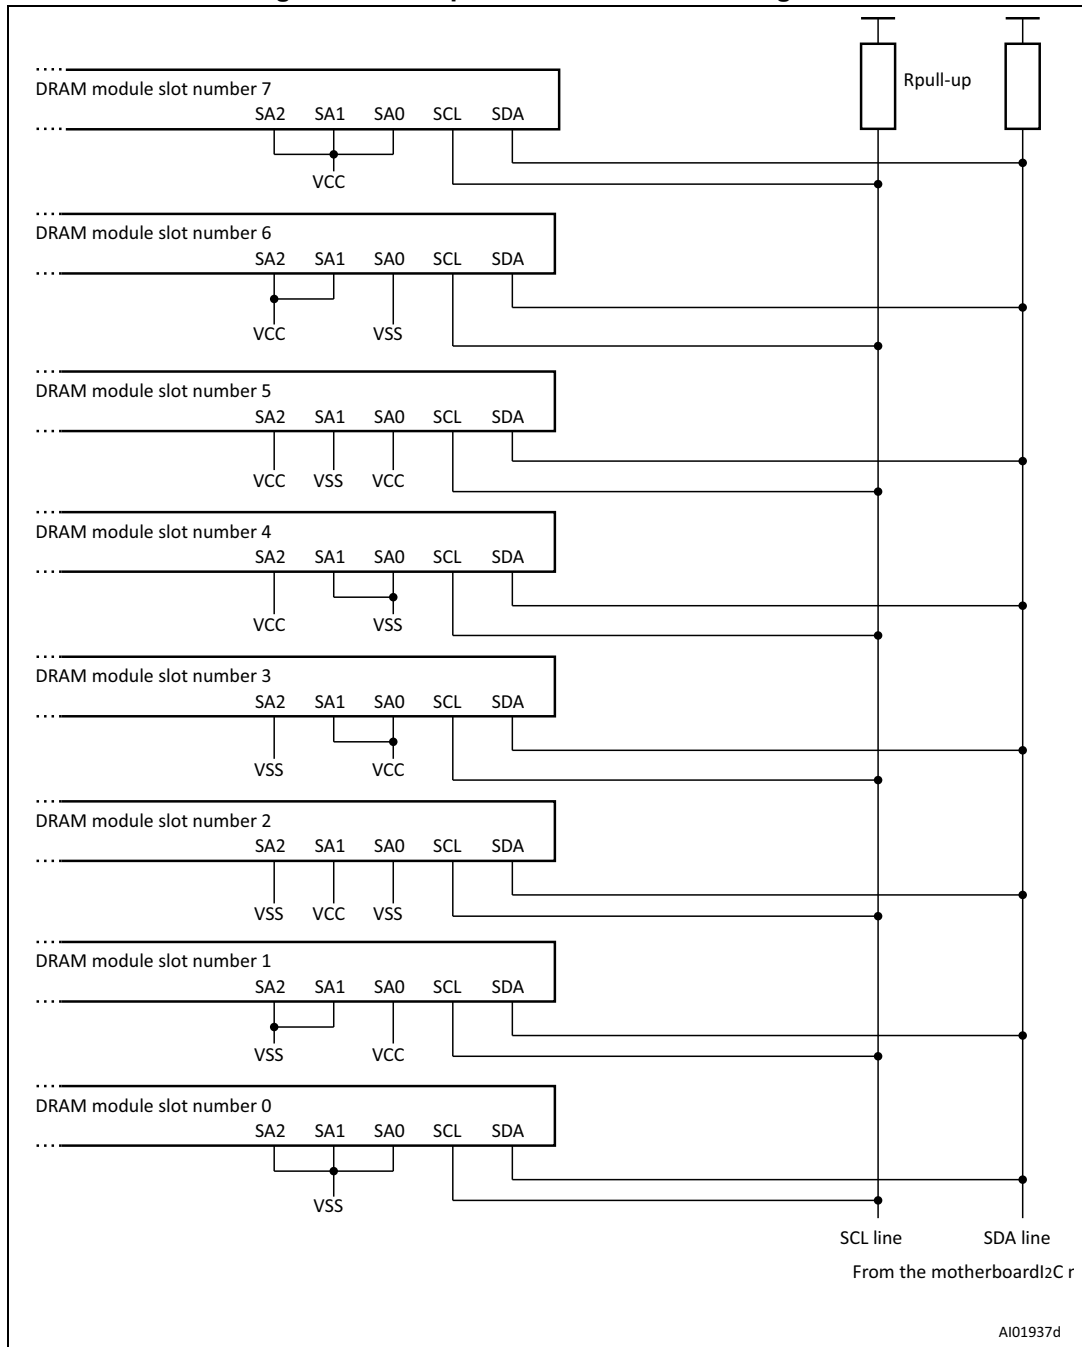 Rpull-up
DRAM module slot number 7
SA2 SA1 SA0 SCL SDA
VCC
DRAM module slot number 6
SA2 SA1 SA0 SCL SDA
VCC VSS
DRAM module slot number 5
SA2 SA1 SA0 SCL SDA
VCC VSS VCC
DRAM module slot number 4
SA2 SA1 SA0 SCL SDA
VCC VSS
DRAM module slot number 3
SA2 SA1 SA0 SCL SDA
VSS VCC
DRAM module slot number 2
SA2 SA1 SA0 SCL SDA
VSS VCC VSS
DRAM module slot number 1
SA2 SA1 SA0 SCL SDA
VSS VCC
DRAM module slot number 0
SA2 SA1 SA0 SCL SDA
VSS
SCL line SDA line
From the motherboardI2C
AI01937d